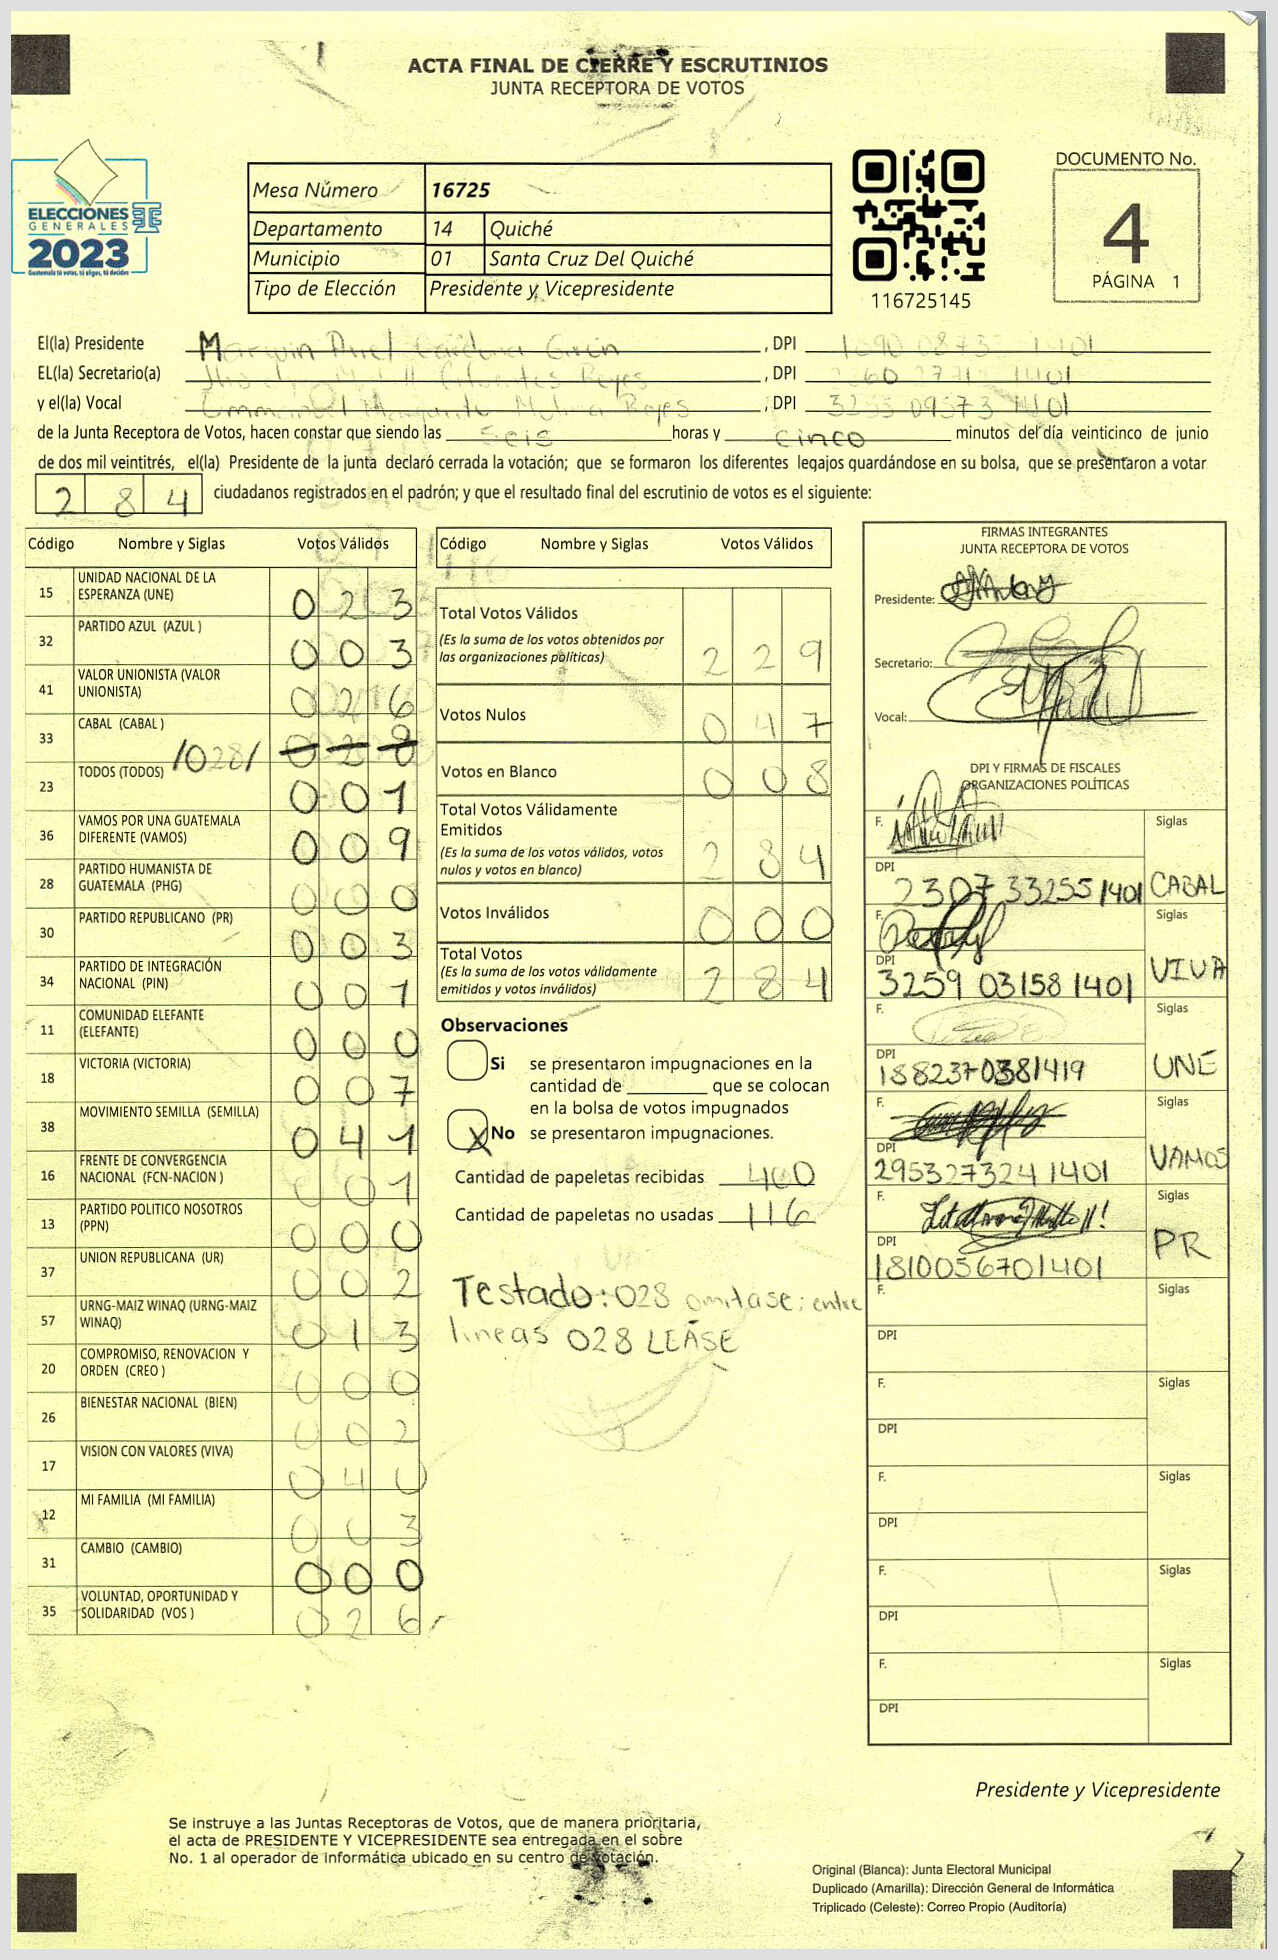 ACTA FINAL DE CIERRE Y ESCRUTINIOS
JUNTA RECEPTORA DE VOTOS
ELECCIONES
GENERALES
2023
Guatemala tú votas, tú eliges, tú decides
Mesa Número 16725
Departamento 14 Quiché
Municipio 01 Santa Cruz Del Quiché
Tipo de Elección Presidente y Vicepresidente
116725145
DOCUMENTO No.
4
PÁGINA 1
El(la) Presidente , DPI
EL(la) Secretario(a) Cifuentes Reyes , DPI 1401
y el(la) Vocal Molina Rojes , DPI 3255 09573 1401
de la Junta Receptora de Votos, hacen constar que siendo las seis horas y cinco minutos del día veinticinco de junio
de dos mil veintitrés, el(la) Presidente de la junta declaró cerrada la votación; que se formaron los diferentes legajos guardándose en su bolsa, que se presentaron a votar
284 ciudadanos registrados en el padrón; y que el resultado final del escrutinio de votos es el siguiente:
Código Nombre y Siglas Votos Válidos
15 UNIDAD NACIONAL DE LA ESPERANZA (UNE) 0 2 3
32 PARTIDO AZUL (AZUL ) 0 0 3
41 VALOR UNIONISTA (VALOR UNIONISTA) 0 2 6
33 CABAL (CABAL ) /028/ 0 2 8
23 TODOS (TODOS) 0 0 1
36 VAMOS POR UNA GUATEMALA DIFERENTE (VAMOS) 0 0 9
28 PARTIDO HUMANISTA DE GUATEMALA (PHG) 0 0 0
30 PARTIDO REPUBLICANO (PR) 0 0 3
34 PARTIDO DE INTEGRACIÓN NACIONAL (PIN) 0 0 1
11 COMUNIDAD ELEFANTE (ELEFANTE) 0 0 0
18 VICTORIA (VICTORIA) 0 0 7
38 MOVIMIENTO SEMILLA (SEMILLA) 0 4 1
16 FRENTE DE CONVERGENCIA NACIONAL (FCN-NACION ) 0 0 1
13 PARTIDO POLITICO NOSOTROS (PPN) 0 0 0
37 UNION REPUBLICANA (UR) 0 0 2
57 URNG-MAIZ WINAQ (URNG-MAIZ WINAQ) 0 1 3
20 COMPROMISO, RENOVACION Y ORDEN (CREO ) 0 0 0
26 BIENESTAR NACIONAL (BIEN) 0 0 2
17 VISION CON VALORES (VIVA) 0 4 0
12 MI FAMILIA (MI FAMILIA) 0 0 3
31 CAMBIO (CAMBIO) 0 0 0
35 VOLUNTAD, OPORTUNIDAD Y SOLIDARIDAD (VOS ) 0 2 6
Código Nombre y Siglas Votos Válidos
Total Votos Válidos
(Es la suma de los votos obtenidos por las organizaciones políticas) 2 2 9
Votos Nulos 0 4 7
Votos en Blanco 0 0 8
Total Votos Válidamente Emitidos
(Es la suma de los votos válidos, votos nulos y votos en blanco) 2 8 4
Votos Inválidos 0 0 0
Total Votos
(Es la suma de los votos válidamente emitidos y votos inválidos) 2 8 4
Observaciones
Si se presentaron impugnaciones en la
cantidad de ________ que se colocan
en la bolsa de votos impugnados
X No se presentaron impugnaciones.
Cantidad de papeletas recibidas 400
Cantidad de papeletas no usadas 116
Testado: 028 omitase; entre
lineas 028 LEASE
FIRMAS INTEGRANTES
JUNTA RECEPTORA DE VOTOS
Presidente:
Secretario:
Vocal:
DPI Y FIRMAS DE FISCALES
ORGANIZACIONES POLÍTICAS
F. Siglas
DPI 2307 33255 1401 CABAL
F. Siglas
DPI 3259 03158 1401 VIVA
F. Siglas
DPI 1882370381419 UNE
F. Siglas
DPI 295327324 1401 VAMOS
F. Siglas
DPI 1810056701401 PR
F. Siglas
DPI
F. Siglas
DPI
F. Siglas
DPI
F. Siglas
DPI
F. Siglas
DPI
Presidente y Vicepresidente
Se instruye a las Juntas Receptoras de Votos, que de manera prioritaria,
el acta de PRESIDENTE Y VICEPRESIDENTE sea entregada en el sobre
No. 1 al operador de informática ubicado en su centro de votación.
Original (Blanca): Junta Electoral Municipal
Duplicado (Amarilla): Dirección General de Informática
Triplicado (Celeste): Correo Propio (Auditoría)